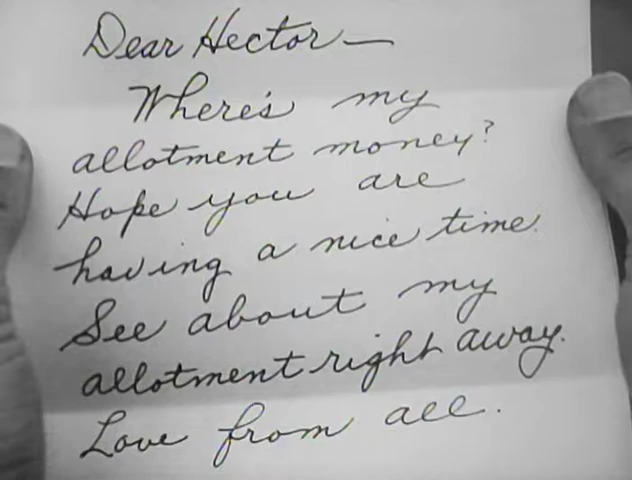 Dear Hector—
Where's my
allotment money?
Hope you are
having a nice time.
See about my
allotment right away.
Love from all.